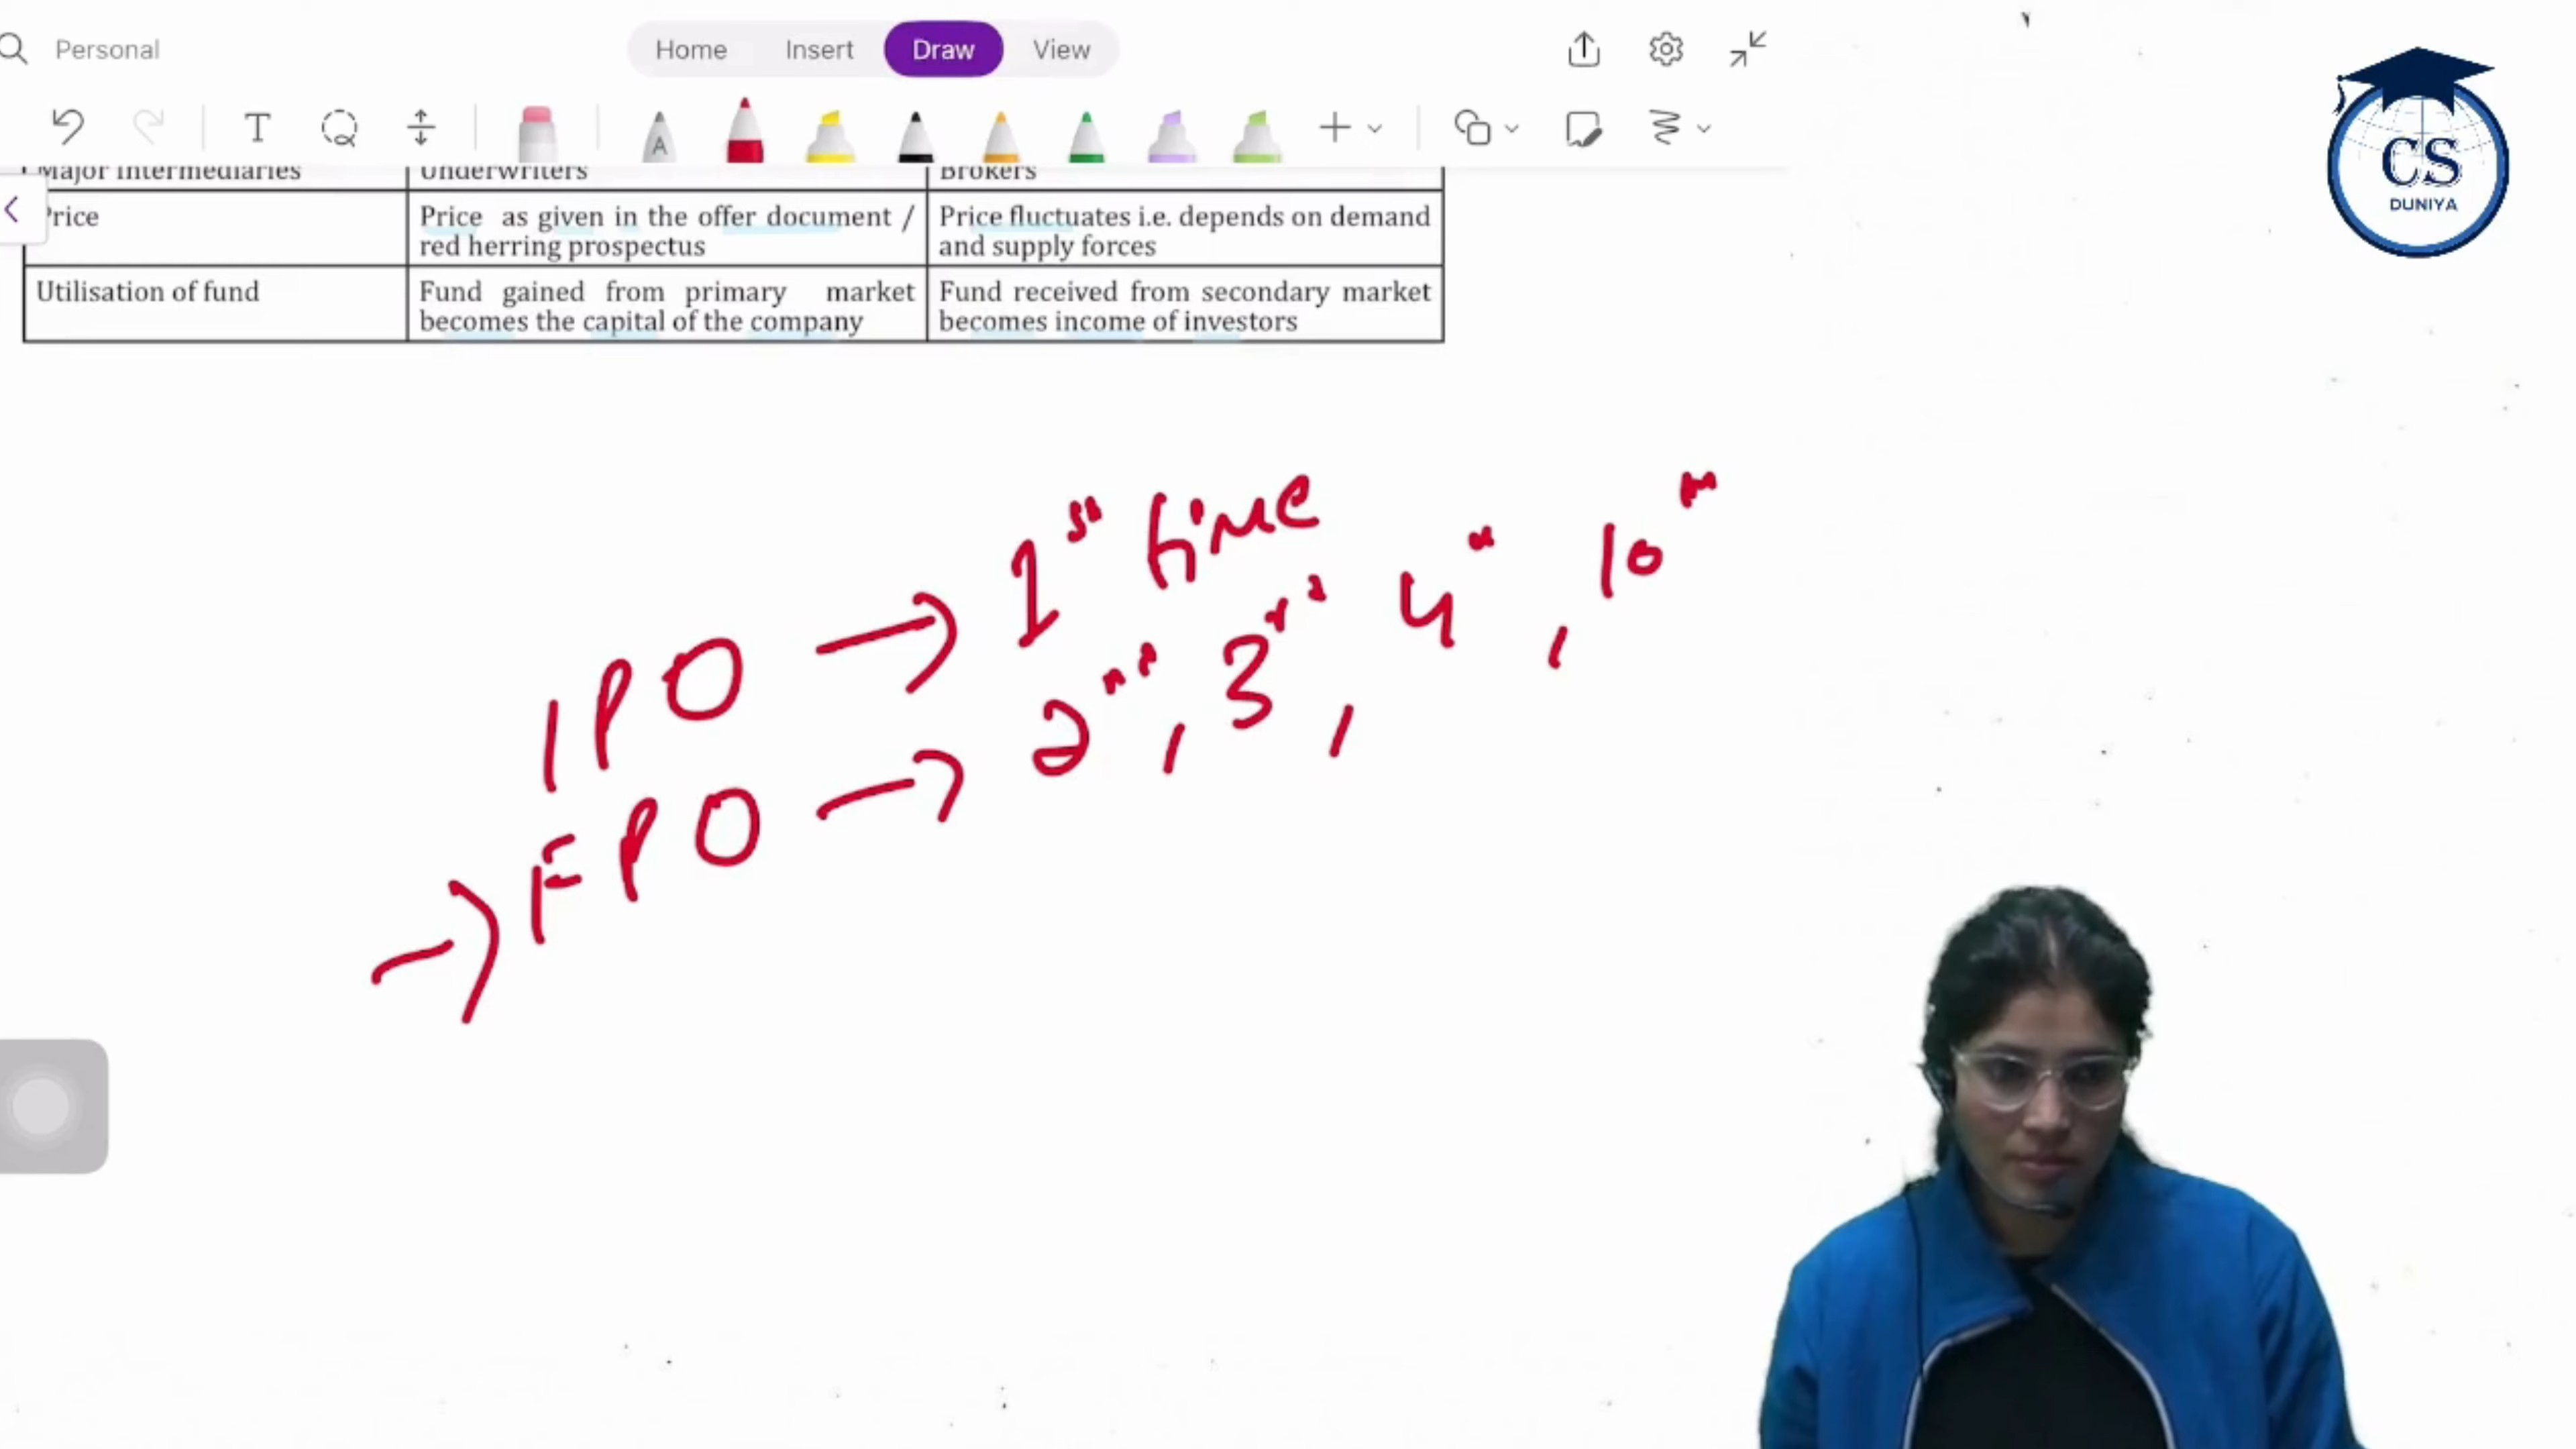 Personal
Home Insert Draw View
T
A
CS
DUNIYA
Major Intermediaries Underwriters Brokers
Price Price as given in the offer document / Price fluctuates i.e. depends on demand
red herring prospectus and supply forces
Utilisation of fund Fund gained from primary market Fund received from secondary market
becomes the capital of the company becomes income of investors
IPO → 1st time
→ FPO → 2nd, 3rd, 4th, 10th